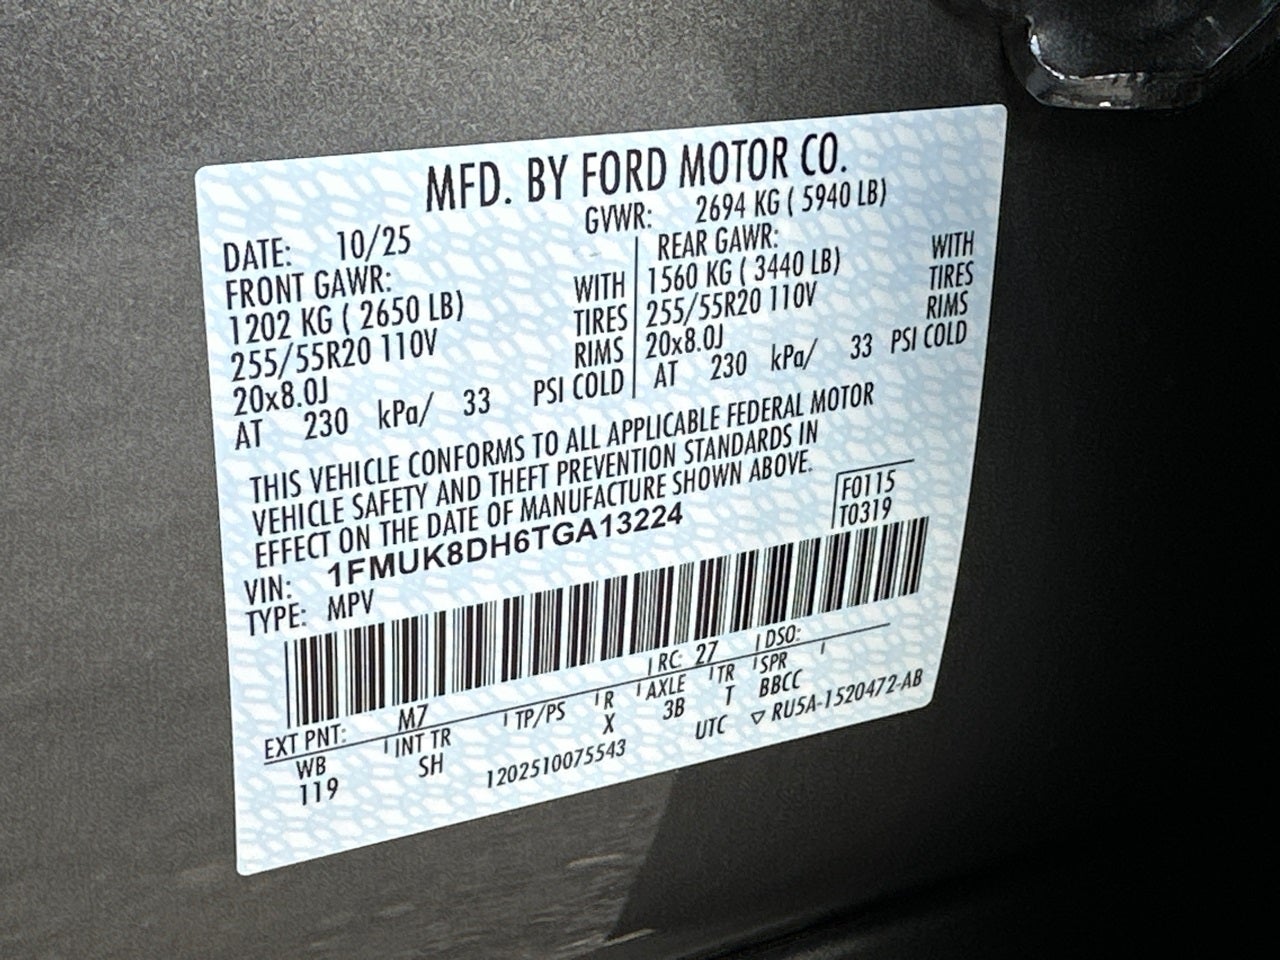 MFD. BY FORD MOTOR CO.
DATE: 10/25 GVWR: 2694 KG ( 5940 LB)
FRONT GAWR: REAR GAWR:
1202 KG ( 2650 LB) WITH 1560 KG ( 3440 LB) WITH
255/55R20 110V TIRES 255/55R20 110V TIRES
20x8.0J RIMS 20x8.0J RIMS
AT 230 kPa/ 33 PSI COLD AT 230 kPa/ 33 PSI COLD
THIS VEHICLE CONFORMS TO ALL APPLICABLE FEDERAL MOTOR
VEHICLE SAFETY AND THEFT PREVENTION STANDARDS IN
EFFECT ON THE DATE OF MANUFACTURE SHOWN ABOVE.
F0115
T0319
VIN: 1FMUK8DH6TGA13224
TYPE: MPV
EXT PNT: M7 RC: 27 DSO:
WB INT TR TP/PS R AXLE TR SPR
119 SH X 3B T BBCC
1202510075543 UTC ▽ RU5A-1520472-AB